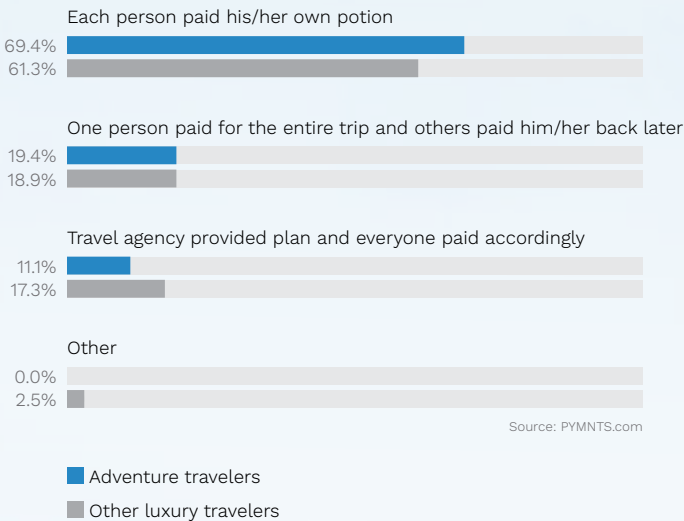 Each person paid his/her own potion
69.4%
61.3%
One person paid for the entire trip and others paid him/her back later
19.4%
18.9%
Travel agency provided plan and everyone paid accordingly
11.1%
17.3%
Other
0.0%
2.5%
Source: PYMNTS.com
Adventure travelers
Other luxury travelers